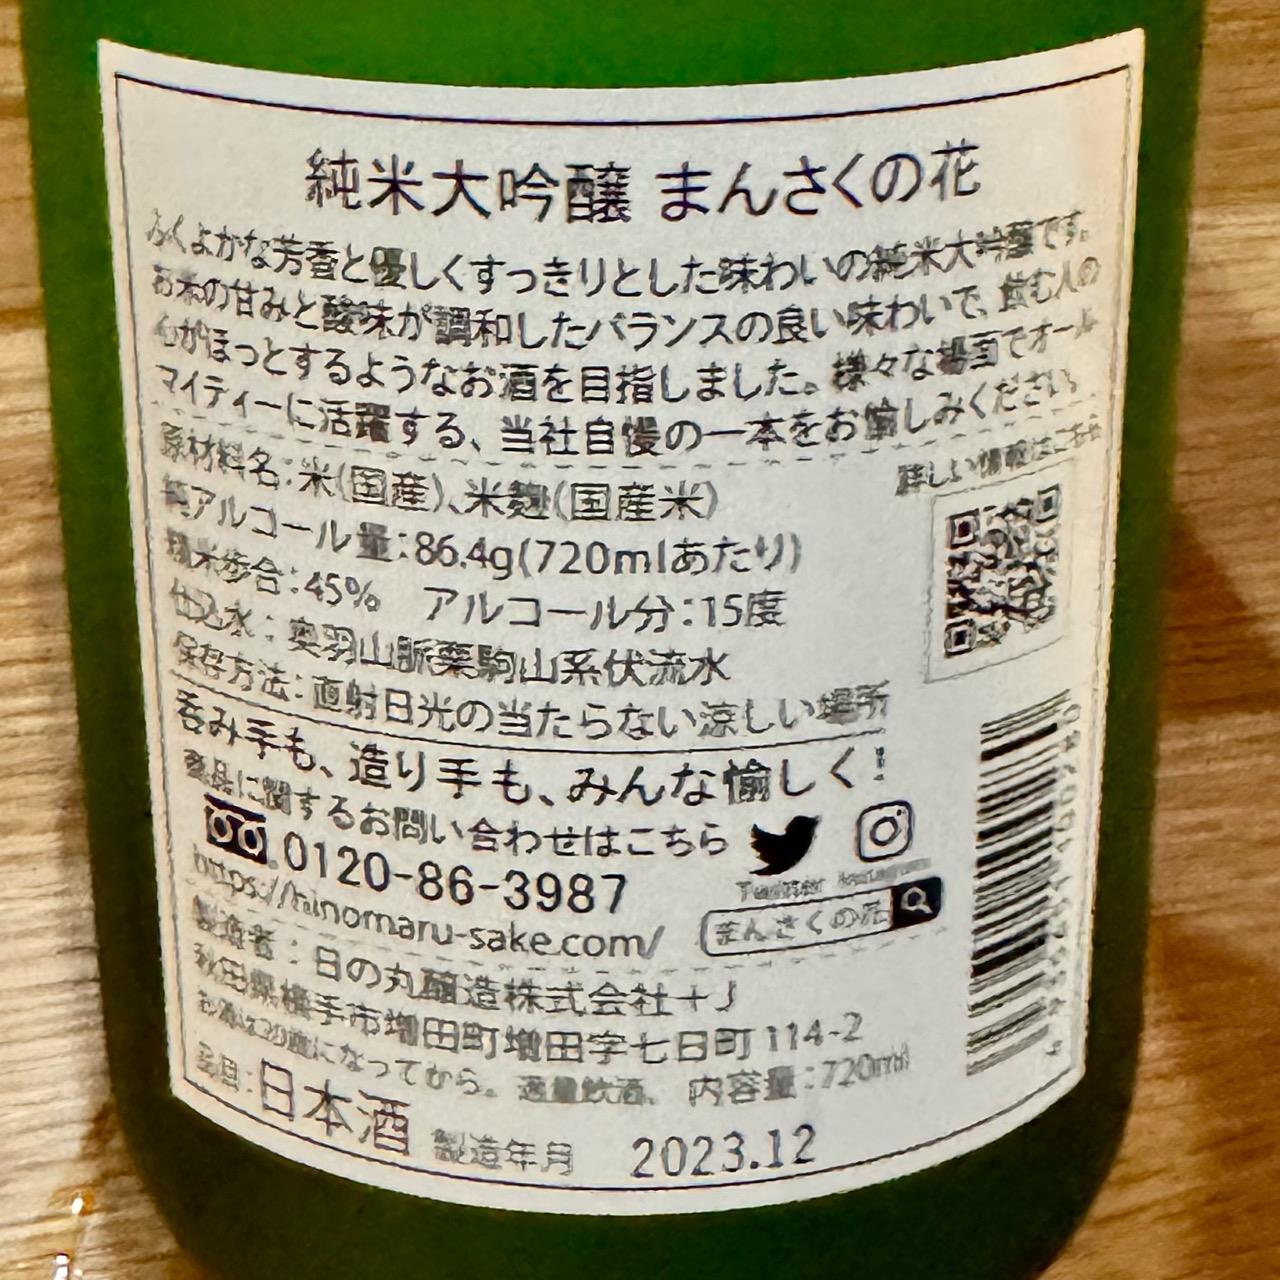 純米大吟醸 まんさくの花
ふくよかな芳香と優しくすっきりとした味わいの純米大吟醸です。
お米の甘みと酸味が調和したバランスの良い味わいで、飲む人の
心がほっとするようなお酒を目指しました。様々な場面でオール
マイティーに活躍する、当社自慢の一本をお愉しみください。
詳しい情報はこちら
原材料名:米(国産)、米麹(国産米)
純アルコール量:86.4g(720mlあたり)
精米歩合:45% アルコール分:15度
仕込水:奥羽山脈栗駒山系伏流水
保存方法:直射日光の当たらない涼しい場所
呑み手も、造り手も、みんな愉しく!
商品に関するお問い合わせはこちら
0120-86-3987
https://hinomaru-sake.com/
Twitter Instagram
まんさくの花
製造者:日の丸醸造株式会社+J
秋田県横手市増田町増田字七日町114-2
お酒は20歳になってから。適量飲酒。 内容量:720ml
品目:日本酒 製造年月 2023.12